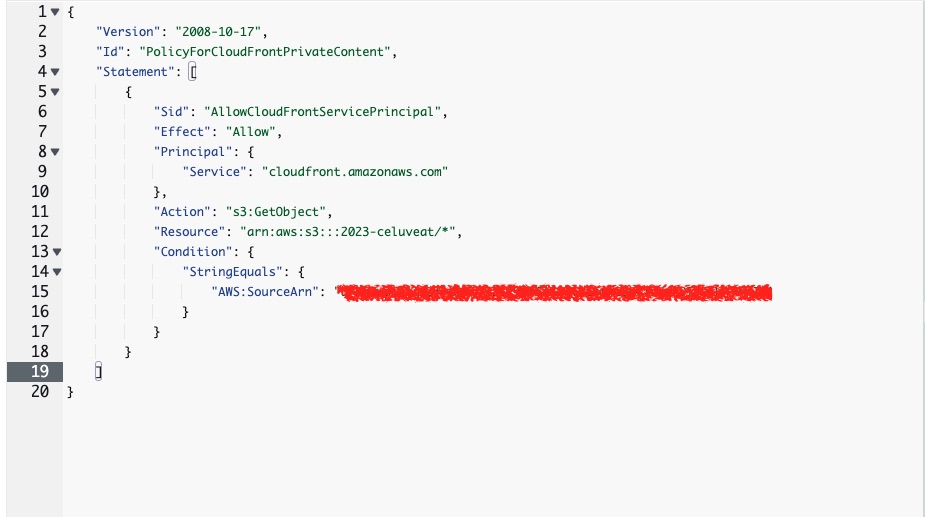 1 {
2 "Version": "2008-10-17",
3 "Id": "PolicyForCloudFrontPrivateContent",
4 "Statement": [
5 {
6 "Sid": "AllowCloudFrontServicePrincipal",
7 "Effect": "Allow",
8 "Principal": {
9 "Service": "cloudfront.amazonaws.com"
10 },
11 "Action": "s3:GetObject",
12 "Resource": "arn:aws:s3:::2023-celuveat/*",
13 "Condition": {
14 "StringEquals": {
15 "AWS:SourceArn": "
16 }
17 }
18 }
19 ]
20 }